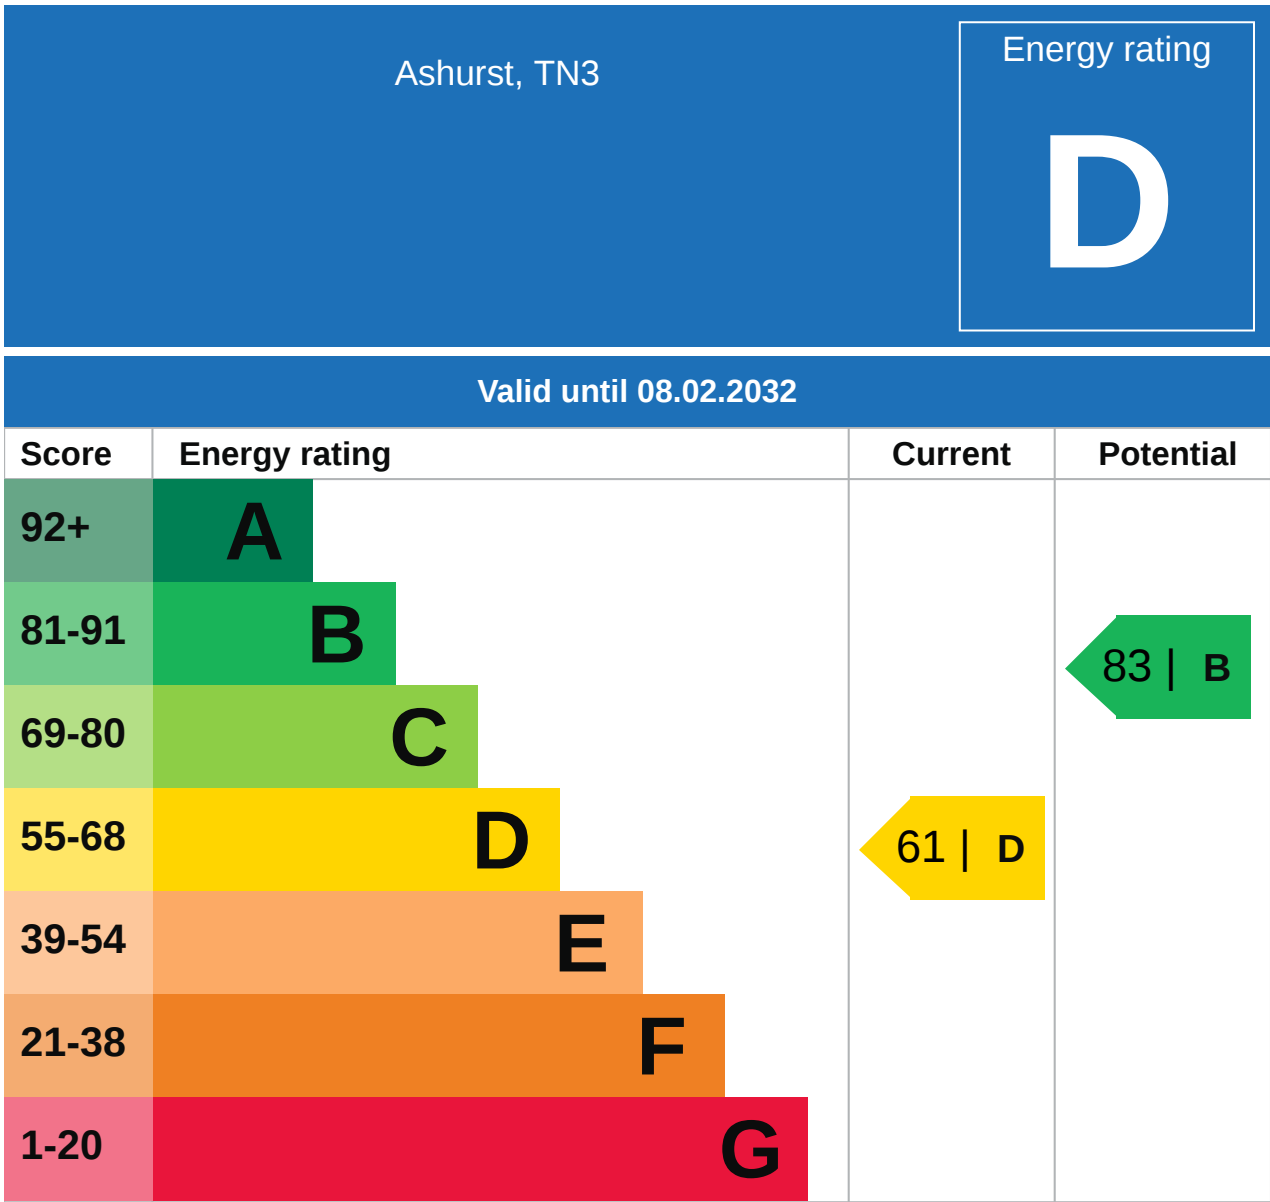 Ashurst, TN3
Energy rating
D
Valid until 08.02.2032
Score Energy rating Current Potential
92+ A
81-91 B
83 | B
69-80 C
55-68 D
61 | D
39-54 E
21-38 F
1-20 G